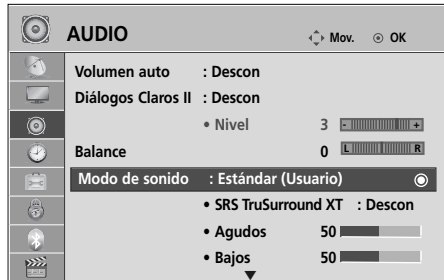 AUDIO
Mov. OK
Volumen auto : Descon
Diálogos Claros II : Descon
• Nivel 3 - +
Balance 0 L R
Modo de sonido : Estándar (Usuario)
• SRS TruSurround XT : Descon
• Agudos 50
• Bajos 50